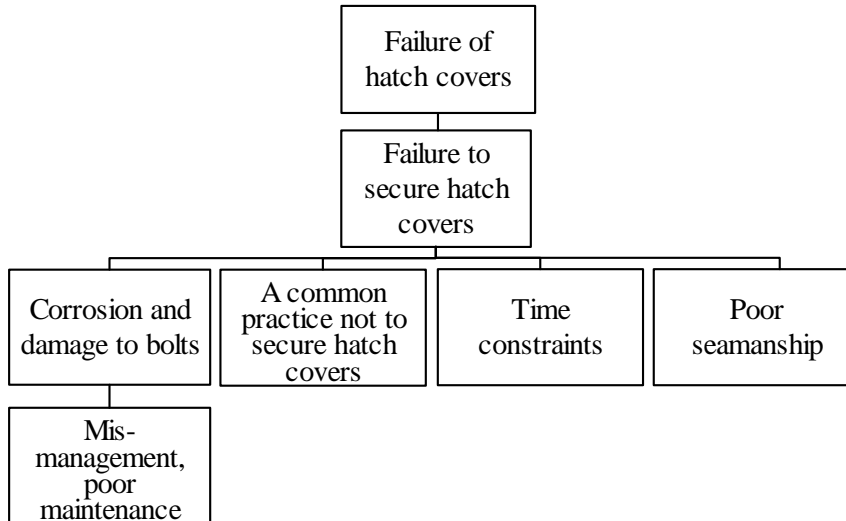 Failure of
hatch covers
Failure to
secure hatch
covers
Corrosion and
damage to bolts
A common
practice not to
secure hatch
covers
Time
constraints
Poor
seamanship
Mis-
management,
poor
maintenance